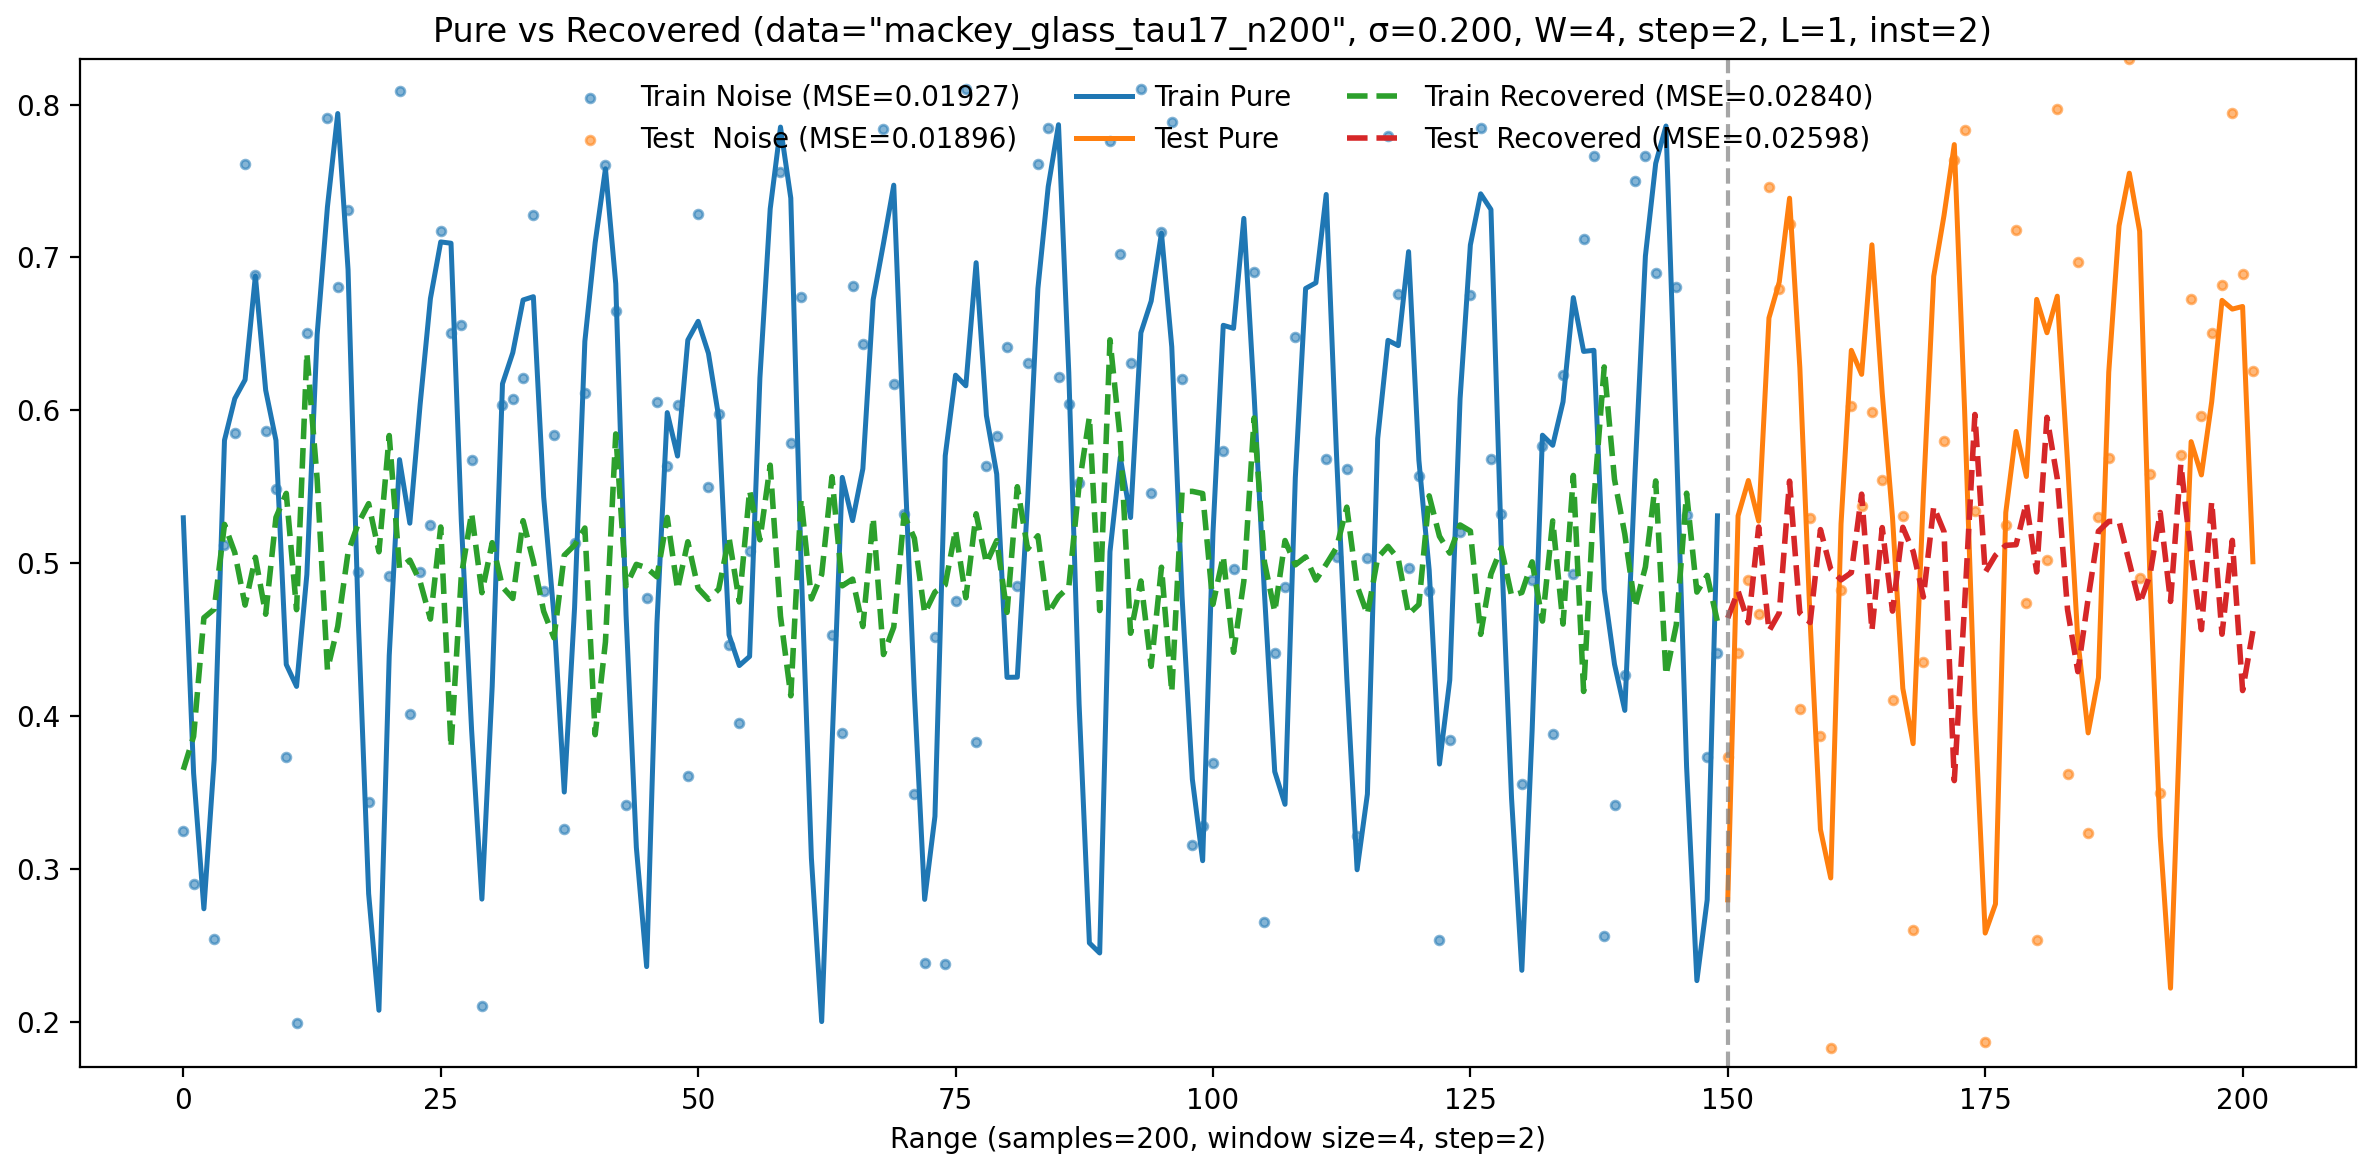 Pure vs Recovered (data="mackey_glass_tau17_n200", σ=0.200, W=4, step=2, L=1, inst=2)
Train Noise (MSE=0.01927) Train Pure Train Recovered (MSE=0.02840)
Test  Noise (MSE=0.01896) Test Pure Test  Recovered (MSE=0.02598)
0.8
0.7
0.6
0.5
0.4
0.3
0.2
0 25 50 75 100 125 150 175 200
Range (samples=200, window size=4, step=2)